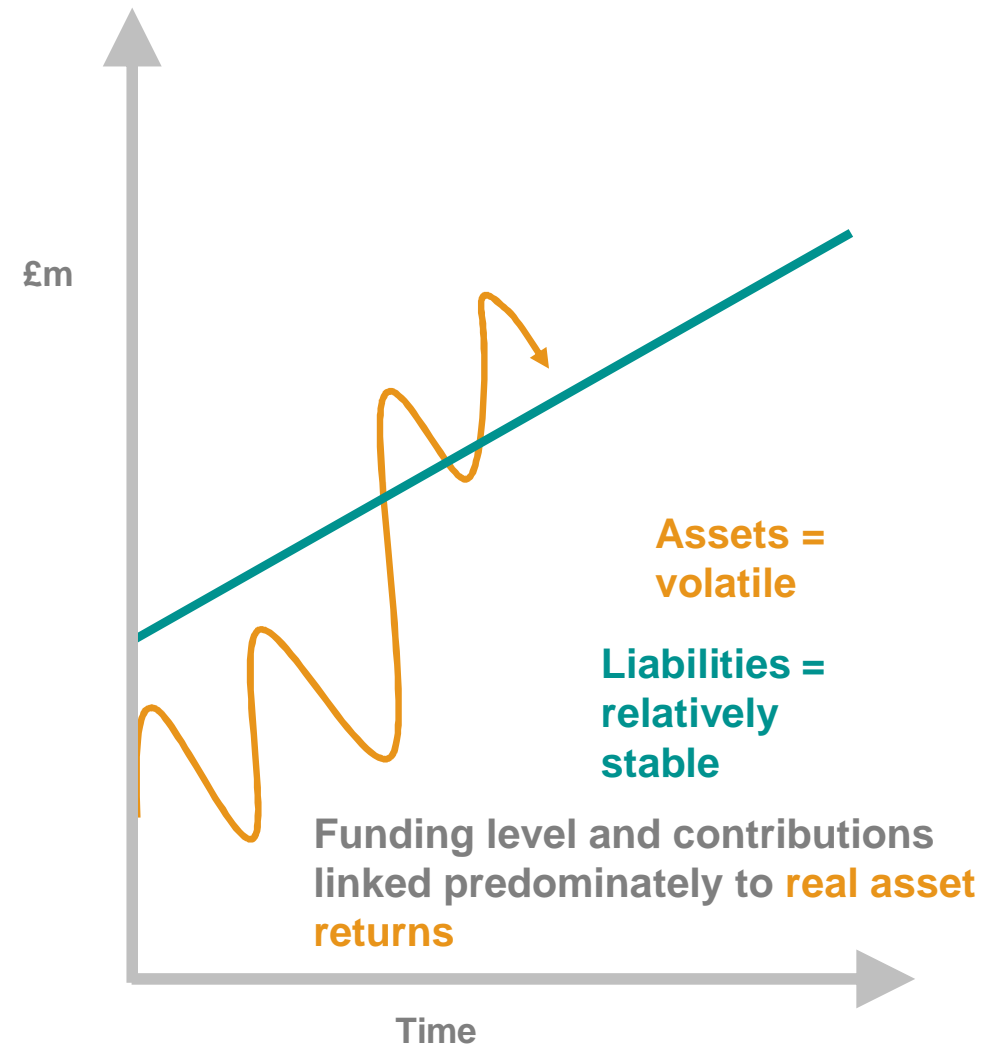 £m
Assets =
volatile
Liabilities =
relatively
stable
Funding level and contributions
linked predominately to real asset
returns
Time